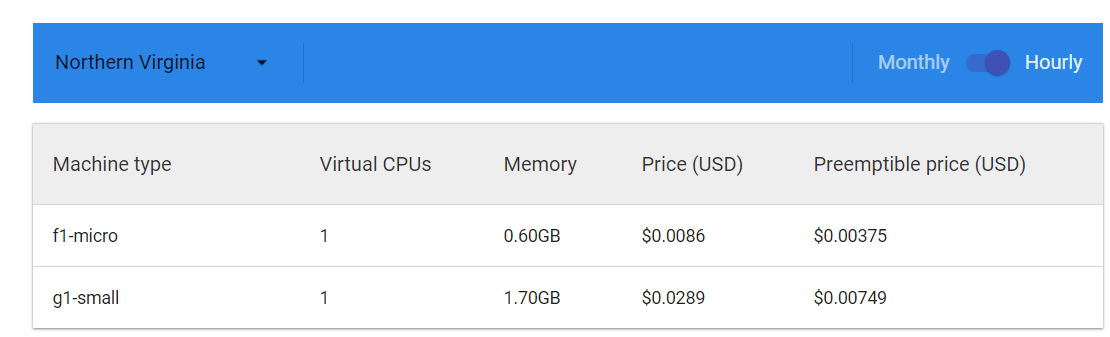 Northern Virginia Monthly Hourly
Machine type Virtual CPUs Memory Price (USD) Preemptible price (USD)
f1-micro 1 0.60GB $0.0086 $0.00375
g1-small 1 1.70GB $0.0289 $0.00749